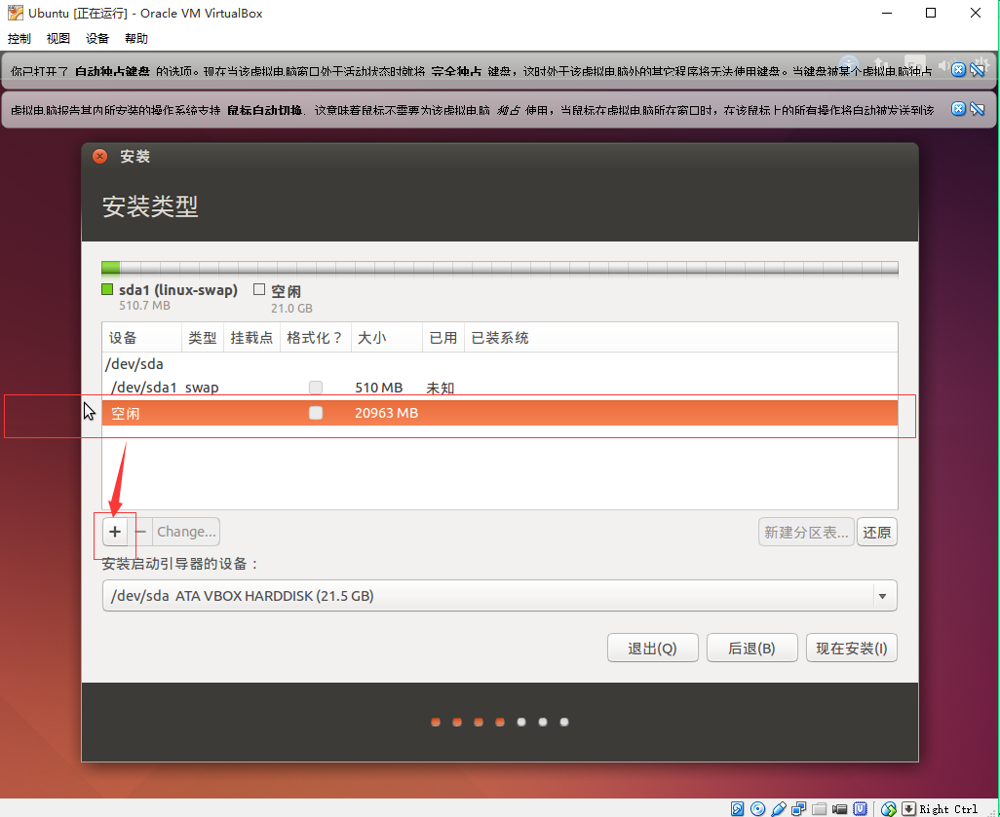 Ubuntu [正在运行] - Oracle VM VirtualBox
控制 视图 设备 帮助
你已打开了 自动独占键盘 的选项。现在当该虚拟电脑窗口处于活动状态时就将 完全独占 键盘，这时处于该虚拟电脑外的其它程序将无法使用键盘。当键盘被某个虚拟电脑独占
虚拟电脑报告其内所安装的操作系统支持 鼠标自动切换. 这意味着鼠标不需要为该虚拟电脑 独占 使用，当鼠标在虚拟电脑所在窗口时，在该鼠标上的所有操作将自动被发送到该
安装
安装类型
sda1 (linux-swap) 空闲
510.7 MB 21.0 GB
设备 类型 挂载点 格式化？ 大小 已用 已装系统
/dev/sda
/dev/sda1 swap 510 MB 未知
空闲 20963 MB
+ − Change... 新建分区表... 还原
安装启动引导器的设备：
/dev/sda ATA VBOX HARDDISK (21.5 GB)
退出(Q) 后退(B) 现在安装(I)
Right Ctrl